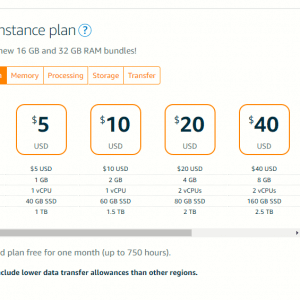 nstance plan ?
new 16 GB and 32 GB RAM bundles!
Memory Processing Storage Transfer
$5 $10 $20 $40
USD USD USD USD
$5 USD $10 USD $20 USD $40 USD
1 GB 2 GB 4 GB 8 GB
1 vCPU 1 vCPU 2 vCPUs 2 vCPUs
40 GB SSD 60 GB SSD 80 GB SSD 160 GB SSD
1 TB 1.5 TB 2 TB 2.5 TB
d plan free for one month (up to 750 hours).
clude lower data transfer allowances than other regions.